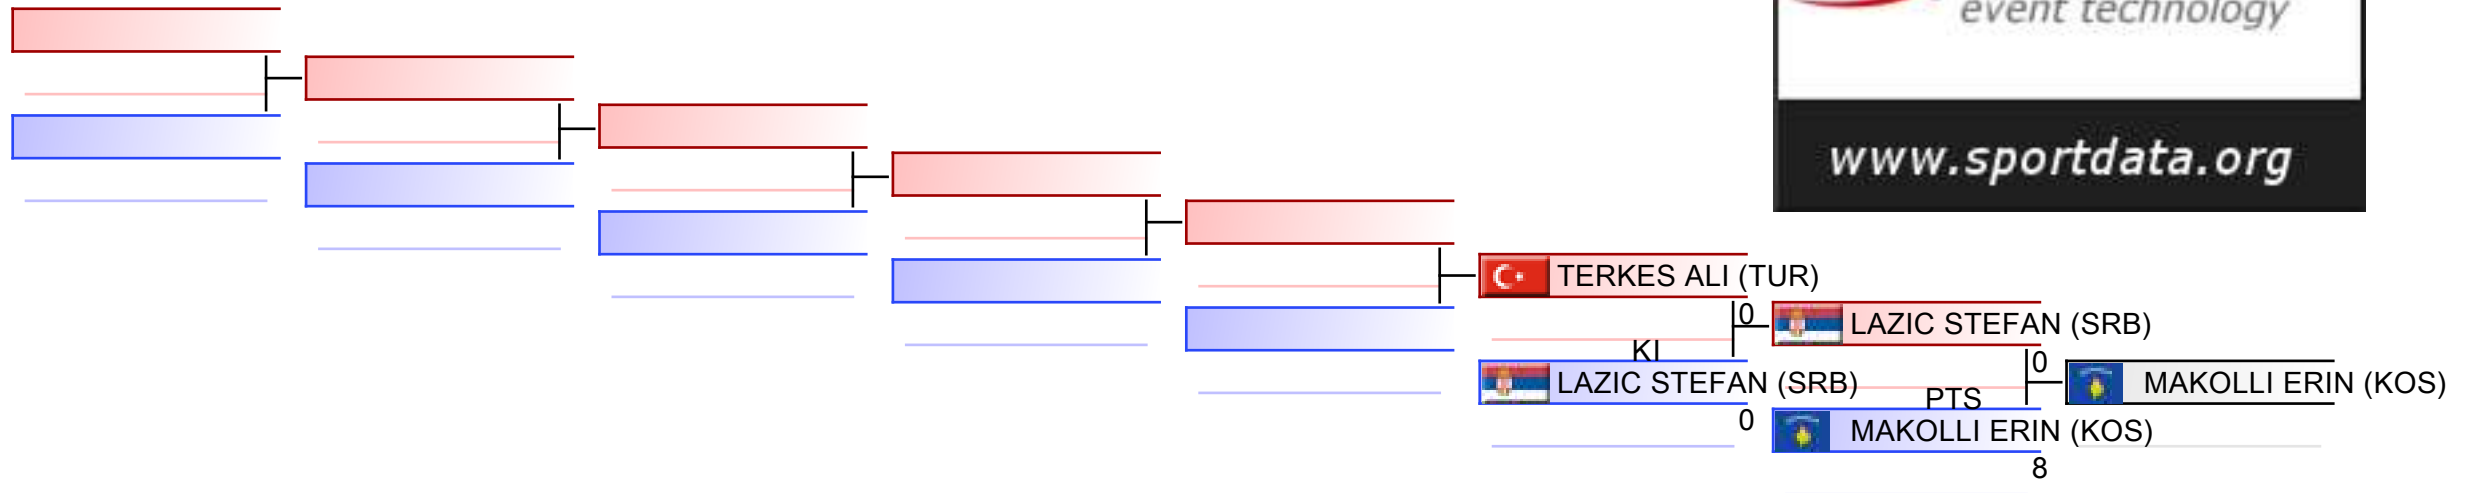 event technology
www.sportdata.org
TERKES ALI (TUR)
0
LAZIC STEFAN (SRB)
KI
0
LAZIC STEFAN (SRB)
MAKOLLI ERIN (KOS)
PTS
0
MAKOLLI ERIN (KOS)
8